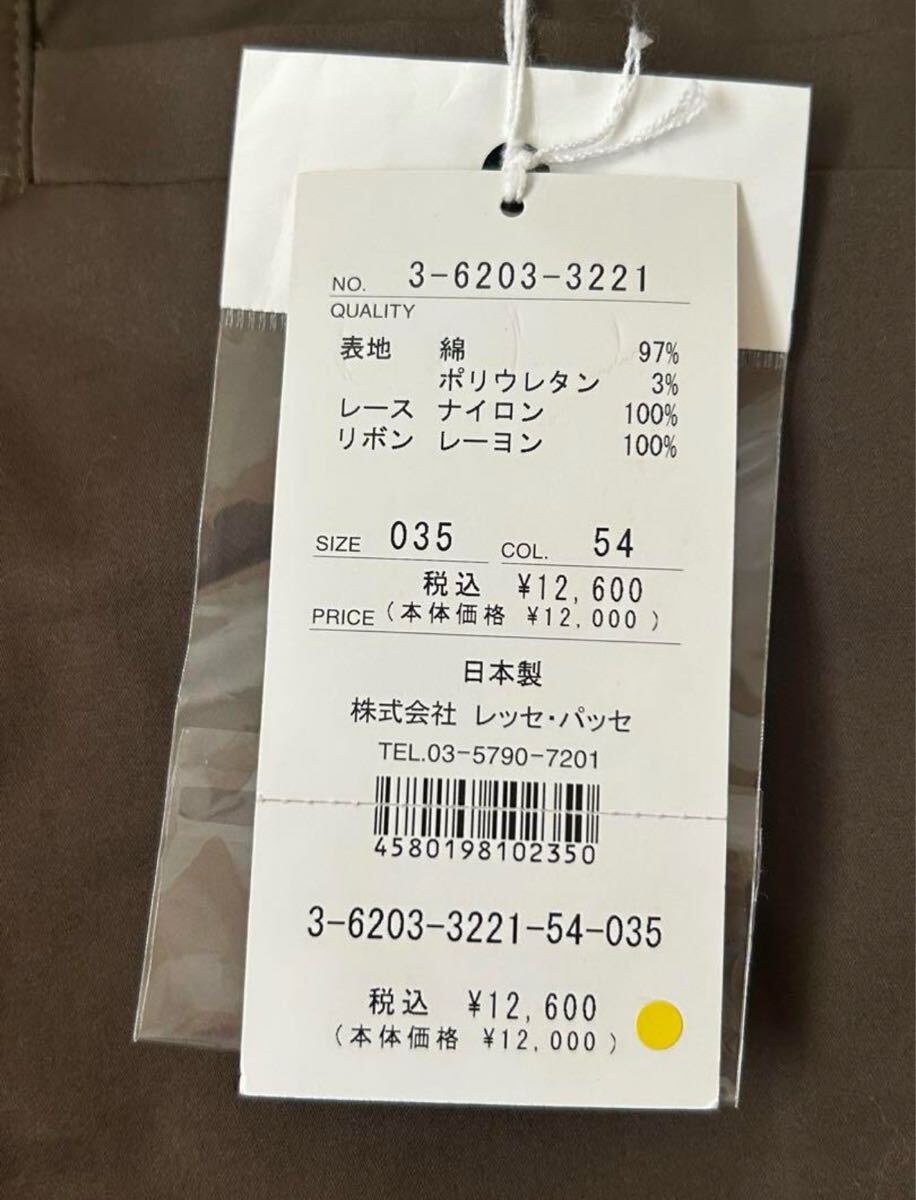 NO. 3-6203-3221
QUALITY
表地 綿 97%
ポリウレタン 3%
レース ナイロン 100%
リボン レーヨン 100%
SIZE 035 COL. 54
税込 ¥12,600
PRICE (本体価格 ¥12,000 )
日本製
株式会社 レッセ・パッセ
TEL.03-5790-7201
4580198102350
3-6203-3221-54-035
税込 ¥12,600
(本体価格 ¥12,000 )